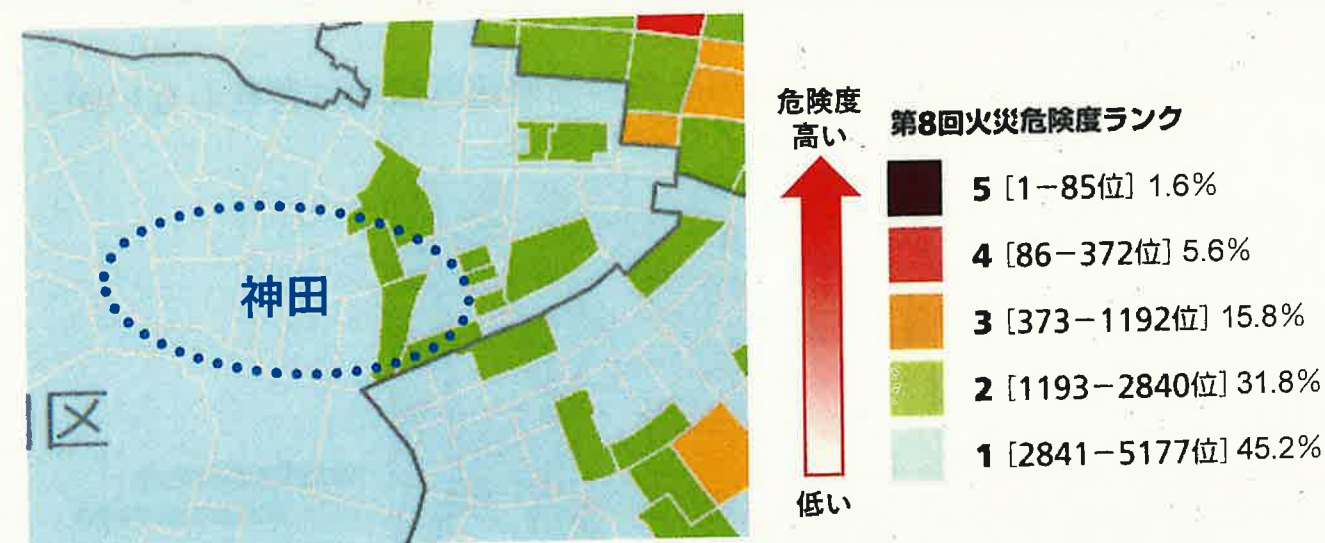 神田
区
危険度
高い
低い
第8回火災危険度ランク
5 [1−85位] 1.6%
4 [86−372位] 5.6%
3 [373−1192位] 15.8%
2 [1193−2840位] 31.8%
1 [2841−5177位] 45.2%